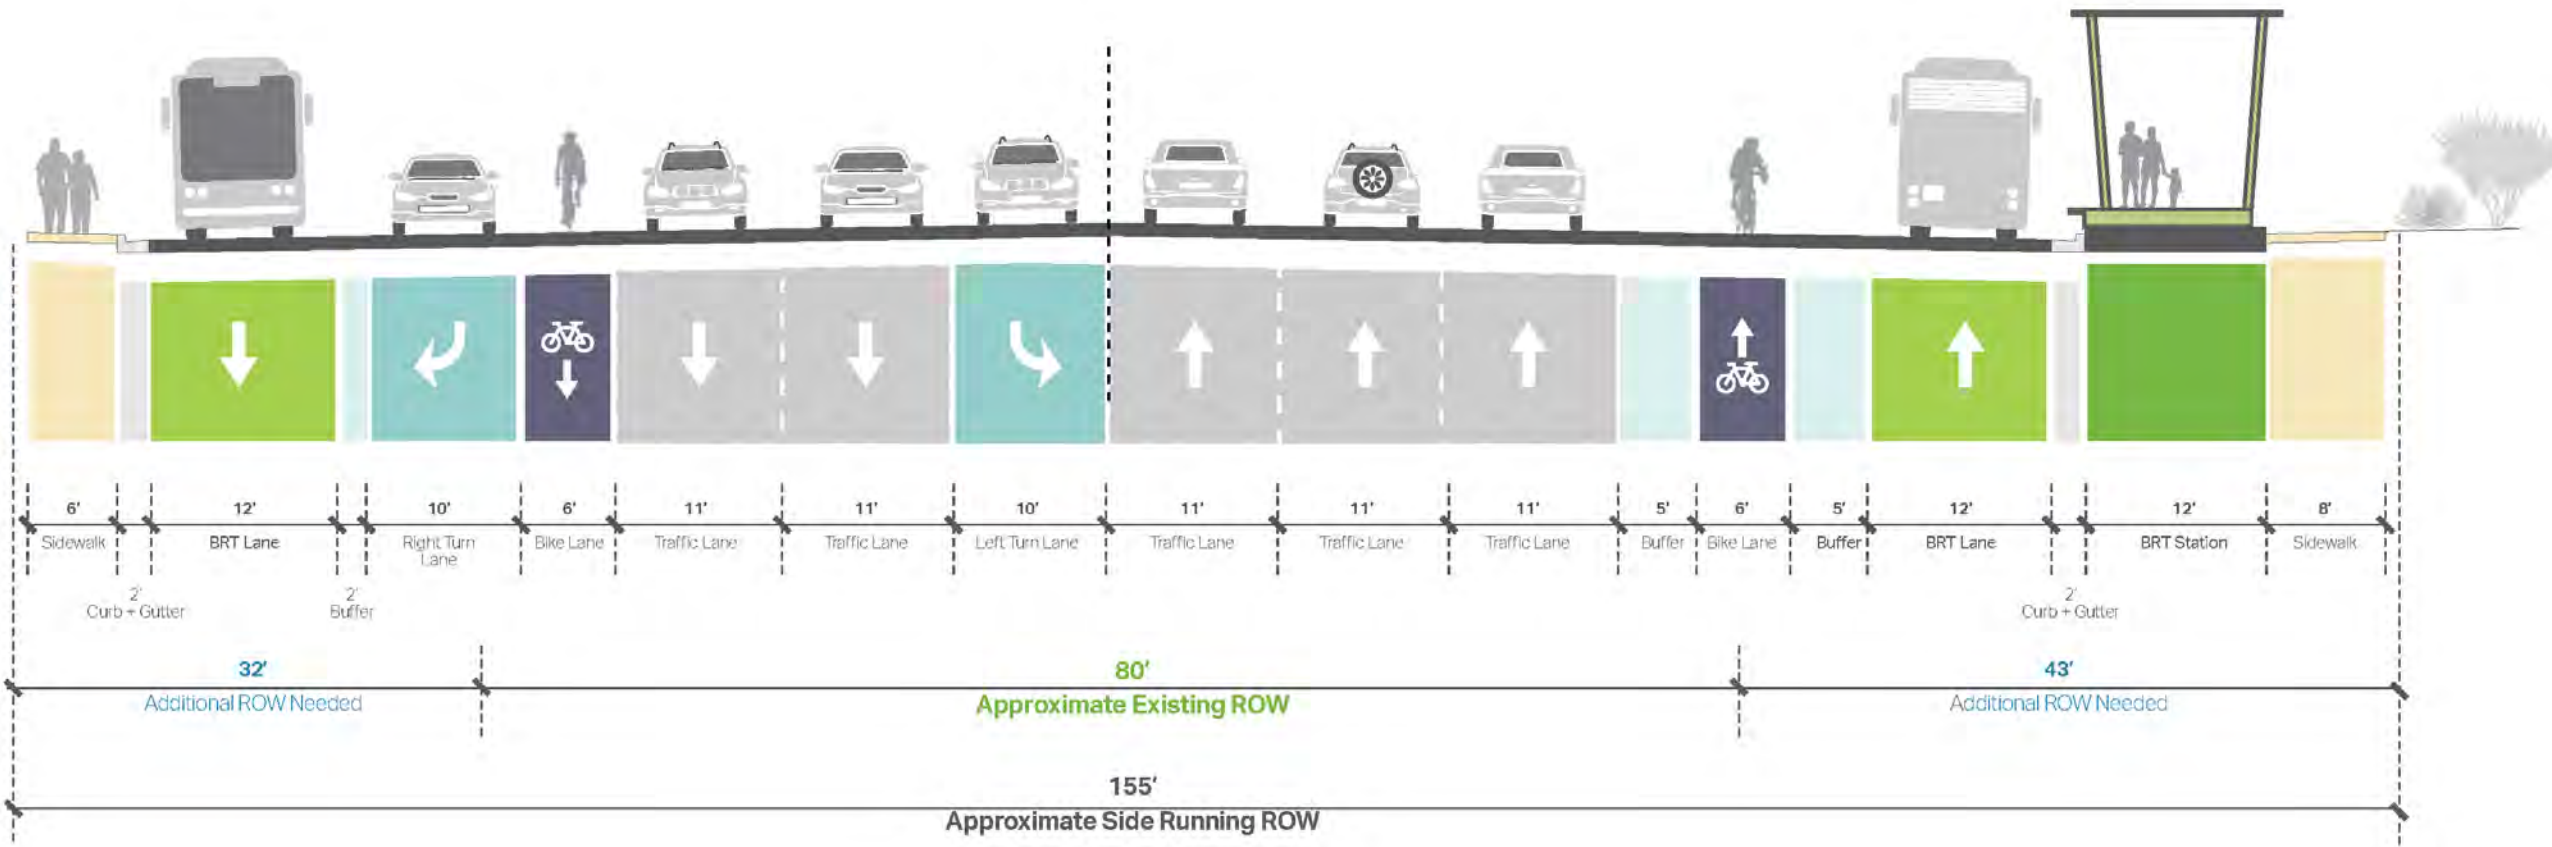 6' 12' 10' 6' 11' 11' 10' 11' 11' 11' 5' 6' 5' 12' 12' 8'
Sidewalk BRT Lane Right Turn Bike Lane Traffic Lane Traffic Lane Left Turn Lane Traffic Lane Traffic Lane Traffic Lane Buffer Bike Lane Buffer BRT Lane BRT Station Sidewalk
Lane
2' 2' 2'
Curb + Gutter Buffer Curb + Gutter
32' 80' 43'
Additional ROW Needed Approximate Existing ROW Additional ROW Needed
155'
Approximate Side Running ROW